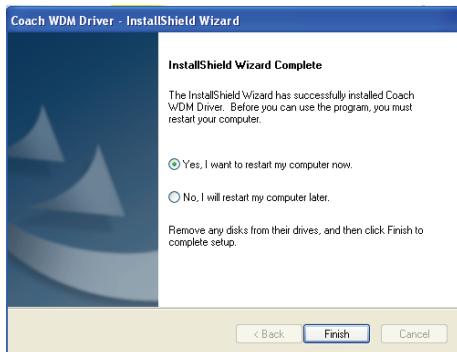 Coach WDM Driver - InstallShield Wizard
InstallShield Wizard Complete
The InstallShield Wizard has successfully installed Coach
WDM Driver. Before you can use the program, you must
restart your computer.
Yes, I want to restart my computer now.
No, I will restart my computer later.
Remove any disks from their drives, and then click Finish to
complete setup.
< Back Finish Cancel